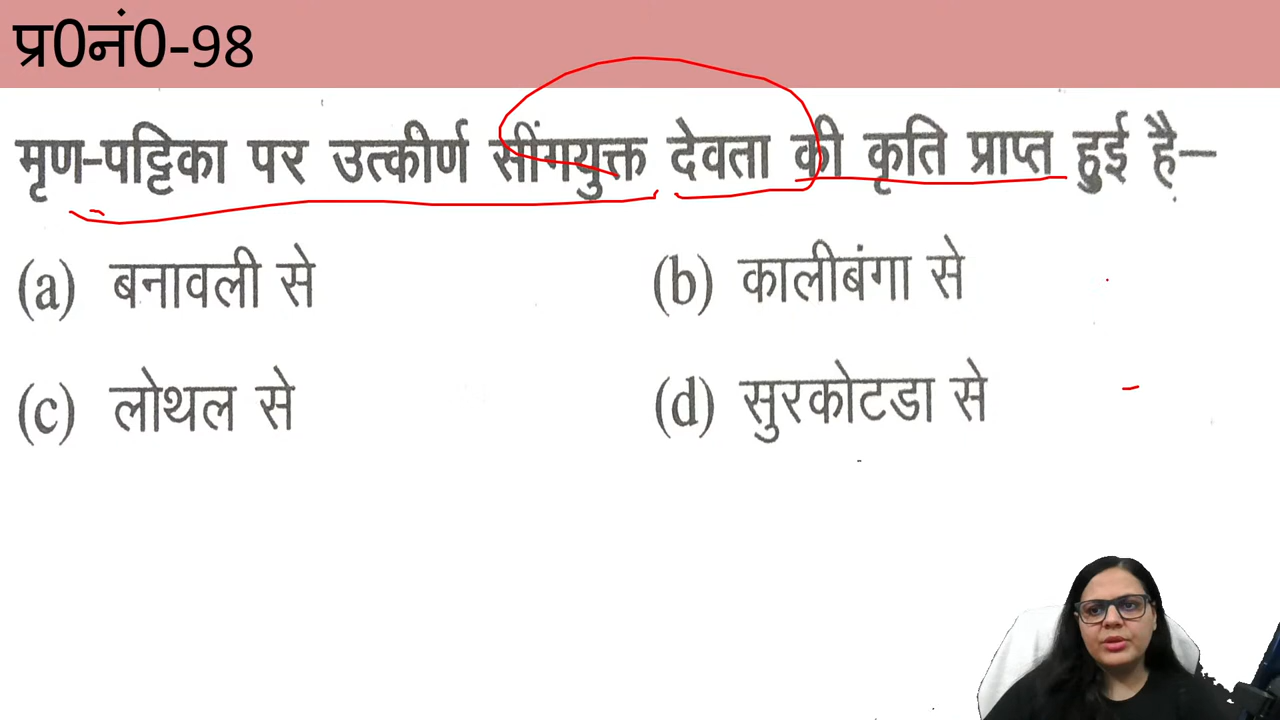 प्र0नं0-98
मृण-पट्टिका पर उत्कीर्ण सींगयुक्त देवता की कृति प्राप्त हुई है–
(a) बनावली से (b) कालीबंगा से
(c) लोथल से (d) सुरकोटडा से